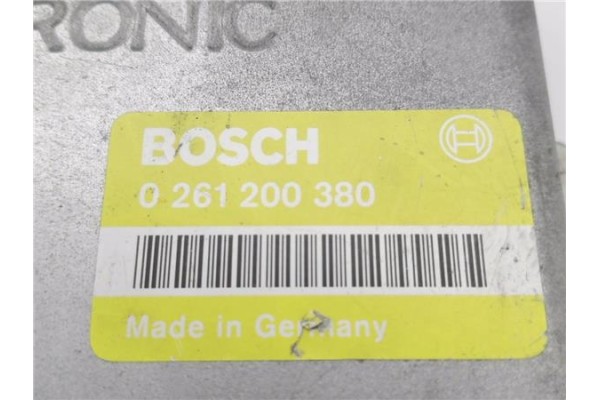 RONIC
BOSCH
0 261 200 380
Made in Germany